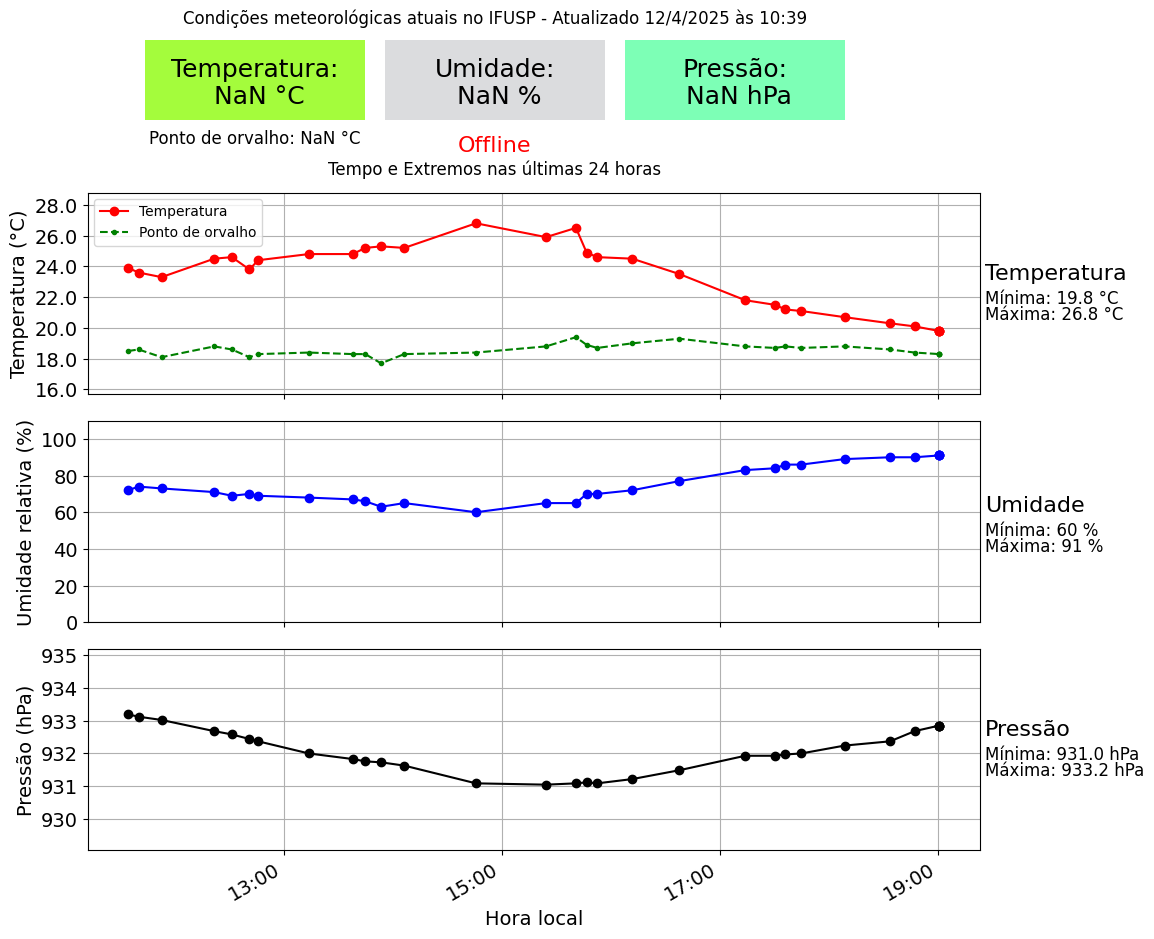 Condições meteorológicas atuais no IFUSP - Atualizado 12/4/2025 às 10:39
Temperatura:
NaN °C
Umidade:
NaN %
Pressão:
NaN hPa
Ponto de orvalho: NaN °C
Offline
Tempo e Extremos nas últimas 24 horas
Temperatura (°C)
28.0
26.0
24.0
22.0
20.0
18.0
16.0
Temperatura
Ponto de orvalho
Temperatura
Mínima: 19.8 °C
Máxima: 26.8 °C
Umidade relativa (%)
100
80
60
40
20
0
Umidade
Mínima: 60 %
Máxima: 91 %
Pressão (hPa)
935
934
933
932
931
930
Pressão
Mínima: 931.0 hPa
Máxima: 933.2 hPa
13:00
15:00
17:00
19:00
Hora local